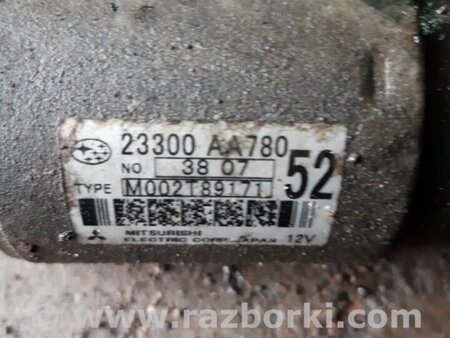 23300 AA780
NO. 38 07
52
TYPE M002T89171
MITSUBISHI
ELECTRIC CORP. JAPAN 12V
www.razborki.com